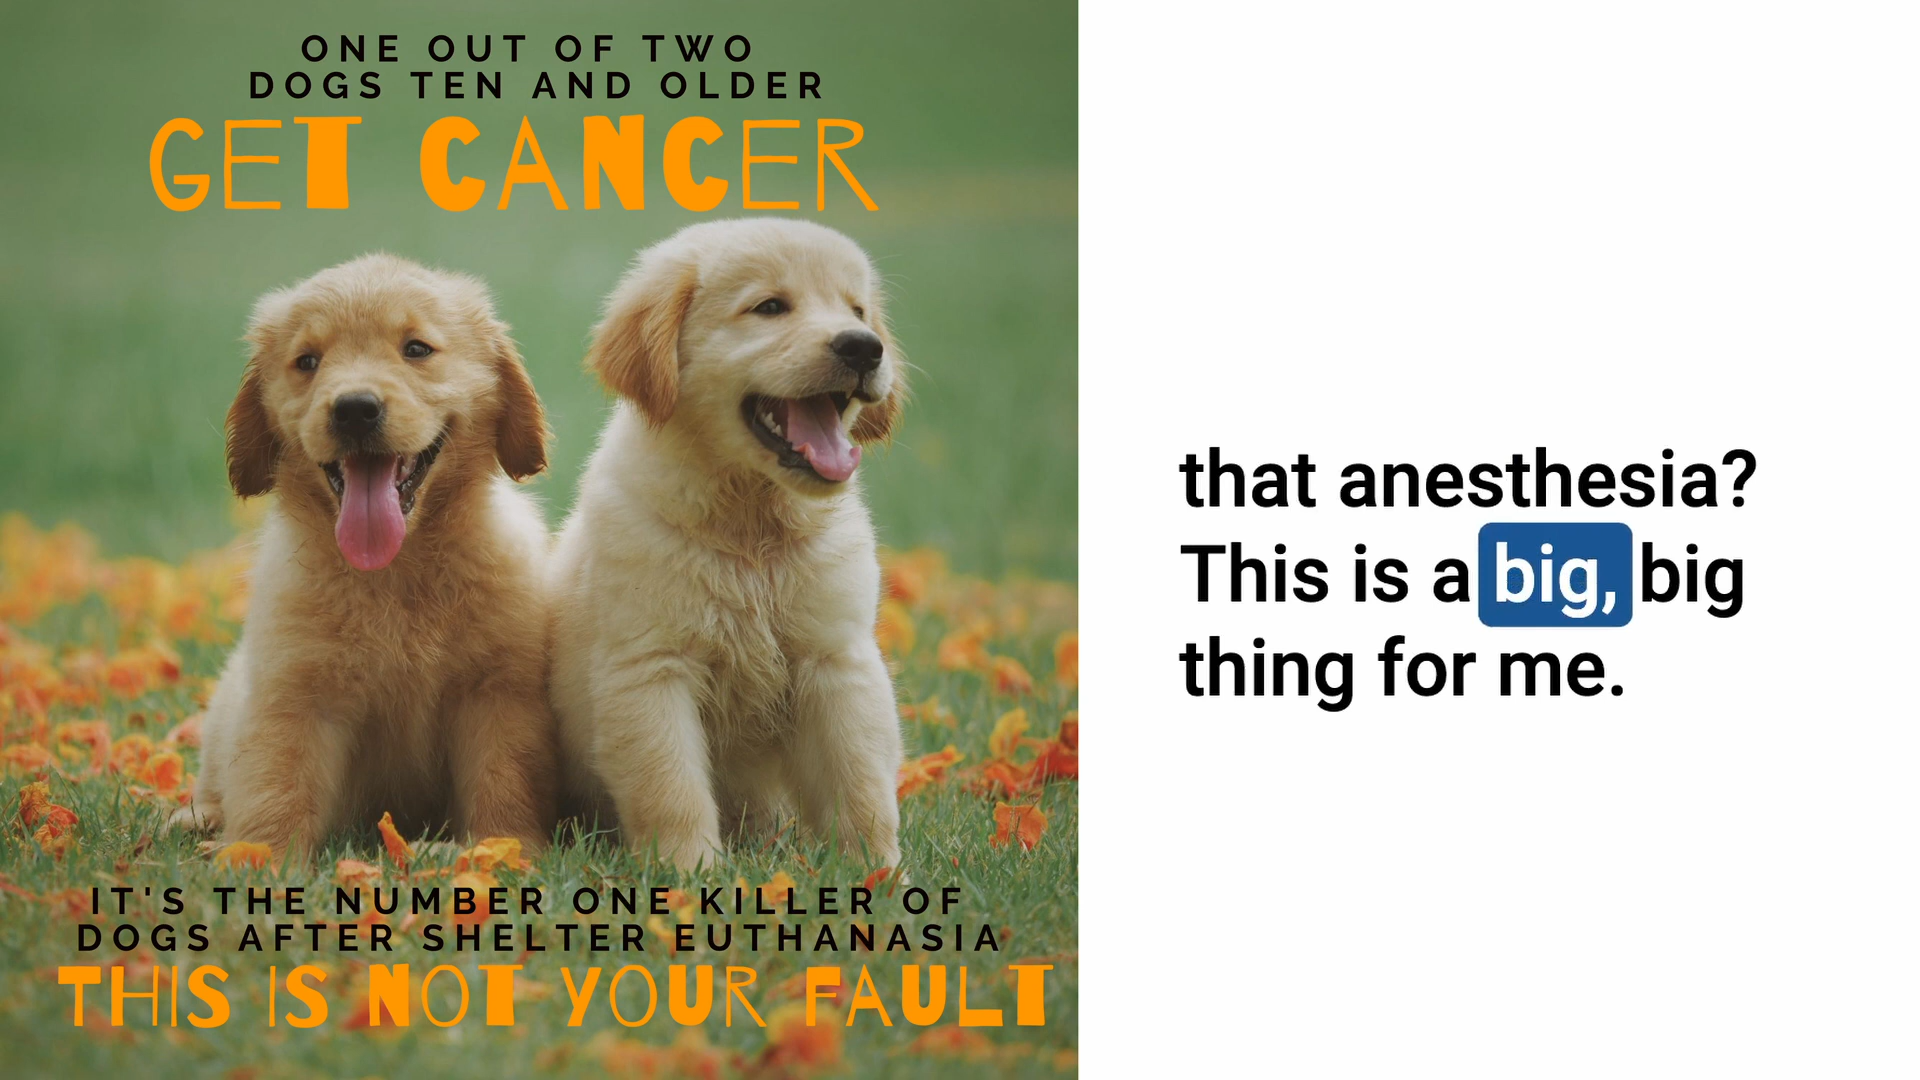 ONE OUT OF TWO
DOGS TEN AND OLDER
GET CANCER
IT'S THE NUMBER ONE KILLER OF
DOGS AFTER SHELTER EUTHANASIA
THIS IS NOT YOUR FAULT
that anesthesia?
This is a big, big
thing for me.